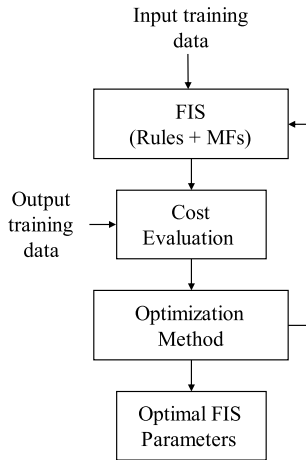 Input training
data
FIS
(Rules + MFs)
Output
training
data
Cost
Evaluation
Optimization
Method
Optimal FIS
Parameters